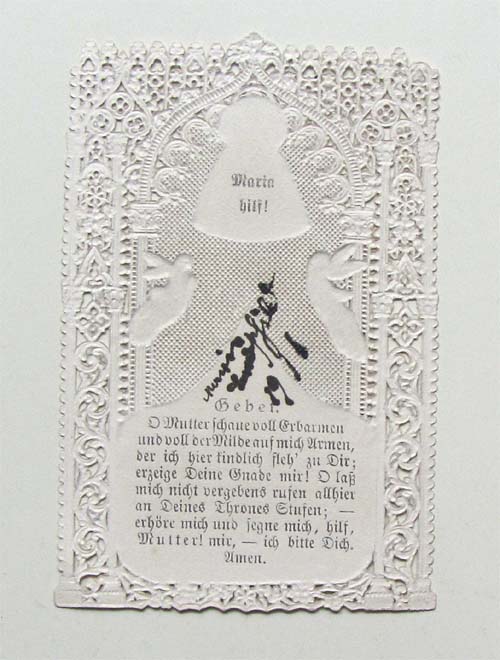 Maria
hilf!
Gebet.
O Mutter schaue voll Erbarmen
und voll der Milde auf mich Armen,
der ich hier kindlich fleh' zu Dir;
erzeige Deine Gnade mir! O laß
mich nicht vergebens rufen allhier
an Deines Thrones Stufen; —
erhöre mich und segne mich, hilf,
Mutter! mir, — ich bitte Dich.
Amen.